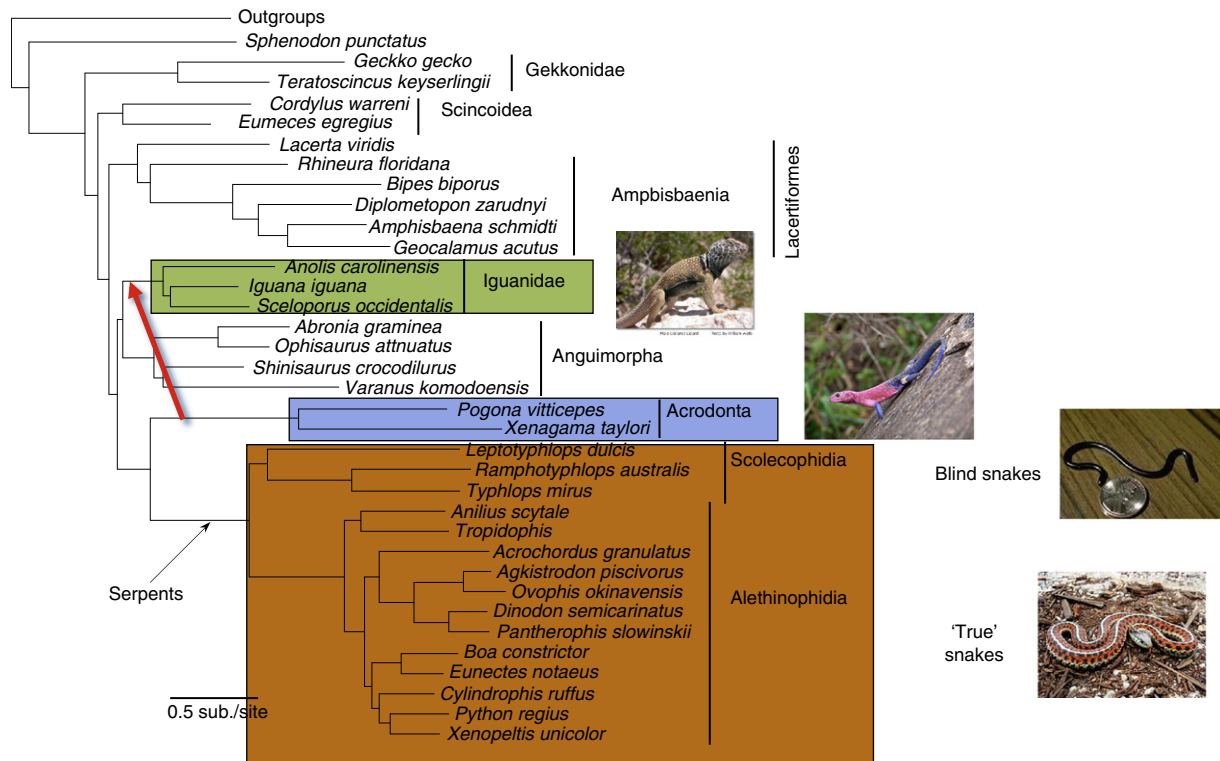 Outgroups
Sphenodon punctatus
Geckko gecko
Teratoscincus keyserlingii
Gekkonidae
Cordylus warreni
Eumeces egregius
Scincoidea
Lacerta viridis
Rhineura floridana
Bipes biporus
Diplometopon zarudnyi
Amphisbaena schmidti
Geocalamus acutus
Ampbisbaenia
Lacertiformes
Anolis carolinensis
Iguana iguana
Sceloporus occidentalis
Iguanidae
Abronia graminea
Ophisaurus attnuatus
Shinisaurus crocodilurus
Varanus komodoensis
Anguimorpha
Pogona vitticepes
Xenagama taylori
Acrodonta
Leptotyphlops dulcis
Ramphotyphlops australis
Typhlops mirus
Scolecophidia
Blind snakes
Anilius scytale
Tropidophis
Acrochordus granulatus
Agkistrodon piscivorus
Ovophis okinavensis
Dinodon semicarinatus
Pantherophis slowinskii
Boa constrictor
Eunectes notaeus
Cylindrophis ruffus
Python regius
Xenopeltis unicolor
Alethinophidia
'True'
snakes
Serpents
0.5 sub./site